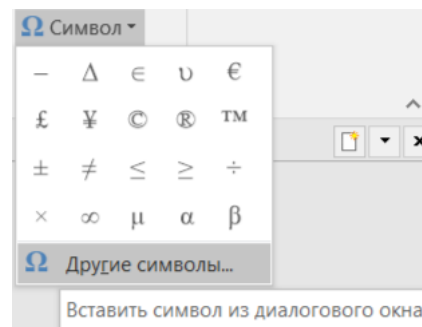 Ω Символ
− Δ ∈ υ €
£ ¥ © ® ™
± ≠ ≤ ≥ ÷
× ∞ μ α β
Ω Другие символы...
Вставить символ из диалогового окна